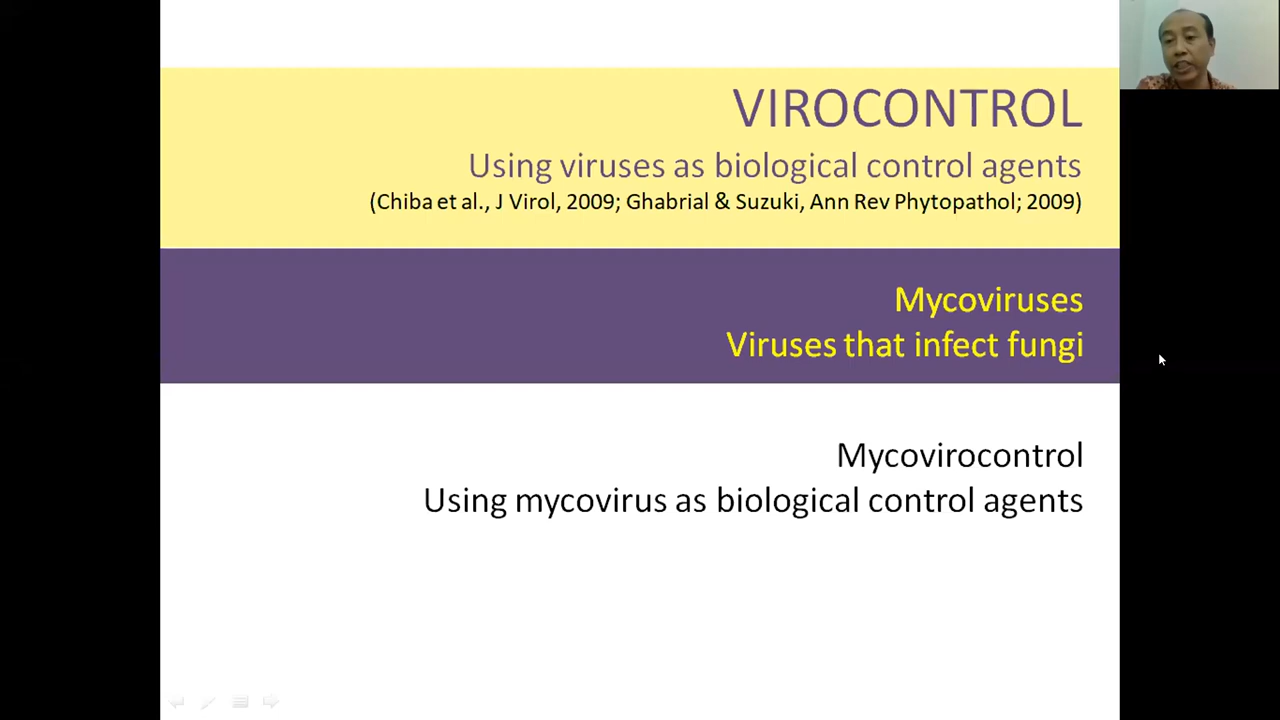 VIROCONTROL
Using viruses as biological control agents
(Chiba et al., J Virol, 2009; Ghabrial & Suzuki, Ann Rev Phytopathol; 2009)
Mycoviruses
Viruses that infect fungi
Mycovirocontrol
Using mycovirus as biological control agents